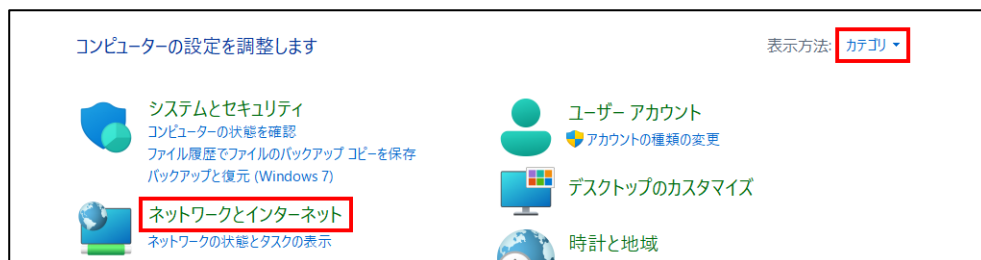 コンピューターの設定を調整します
表示方法: カテゴリ
システムとセキュリティ
コンピューターの状態を確認
ファイル履歴でファイルのバックアップ コピーを保存
バックアップと復元 (Windows 7)
ネットワークとインターネット
ネットワークの状態とタスクの表示
ユーザー アカウント
アカウントの種類の変更
デスクトップのカスタマイズ
時計と地域